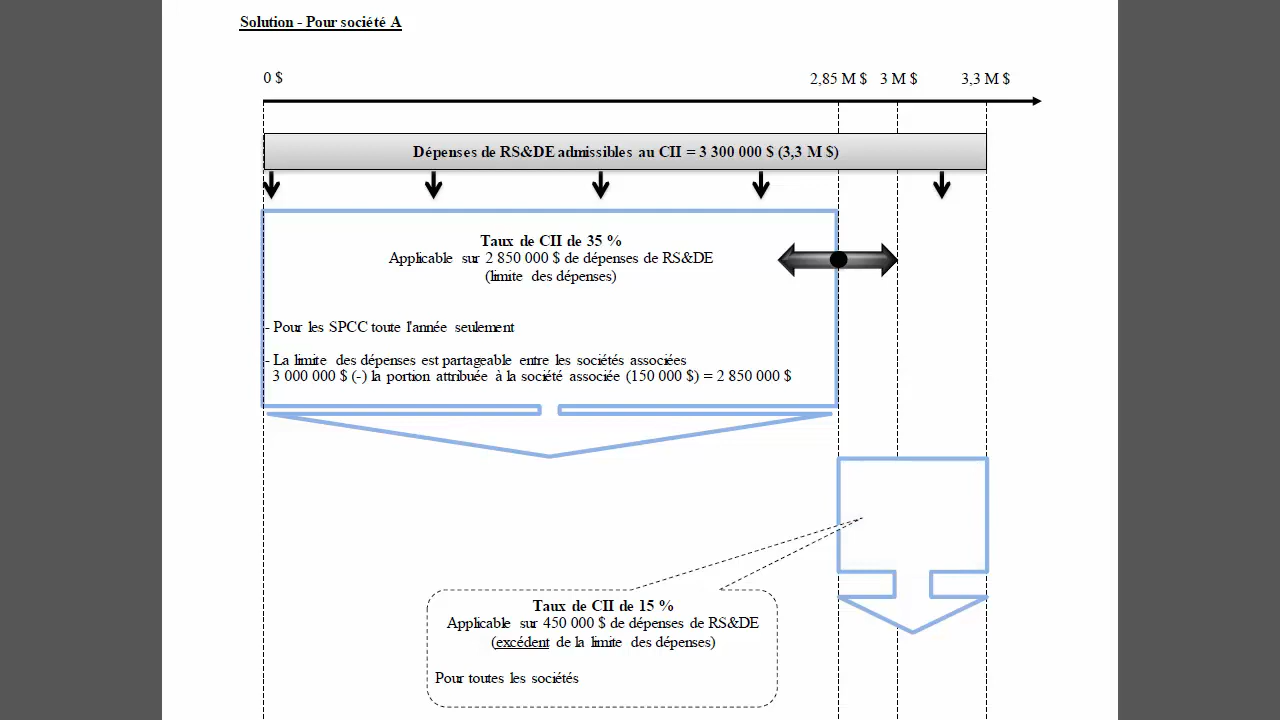 Solution - Pour société A
0 $
2,85 M $
3 M $
3,3 M $
Dépenses de RS&DE admissibles au CII = 3 300 000 $ (3,3 M $)
Taux de CII de 35 %
Applicable sur 2 850 000 $ de dépenses de RS&DE
(limite des dépenses)
- Pour les SPCC toute l'année seulement
- La limite des dépenses est partageable entre les sociétés associées
3 000 000 $ (-) la portion attribuée à la société associée (150 000 $) = 2 850 000 $
Taux de CII de 15 %
Applicable sur 450 000 $ de dépenses de RS&DE
(excédent de la limite des dépenses)
Pour toutes les sociétés